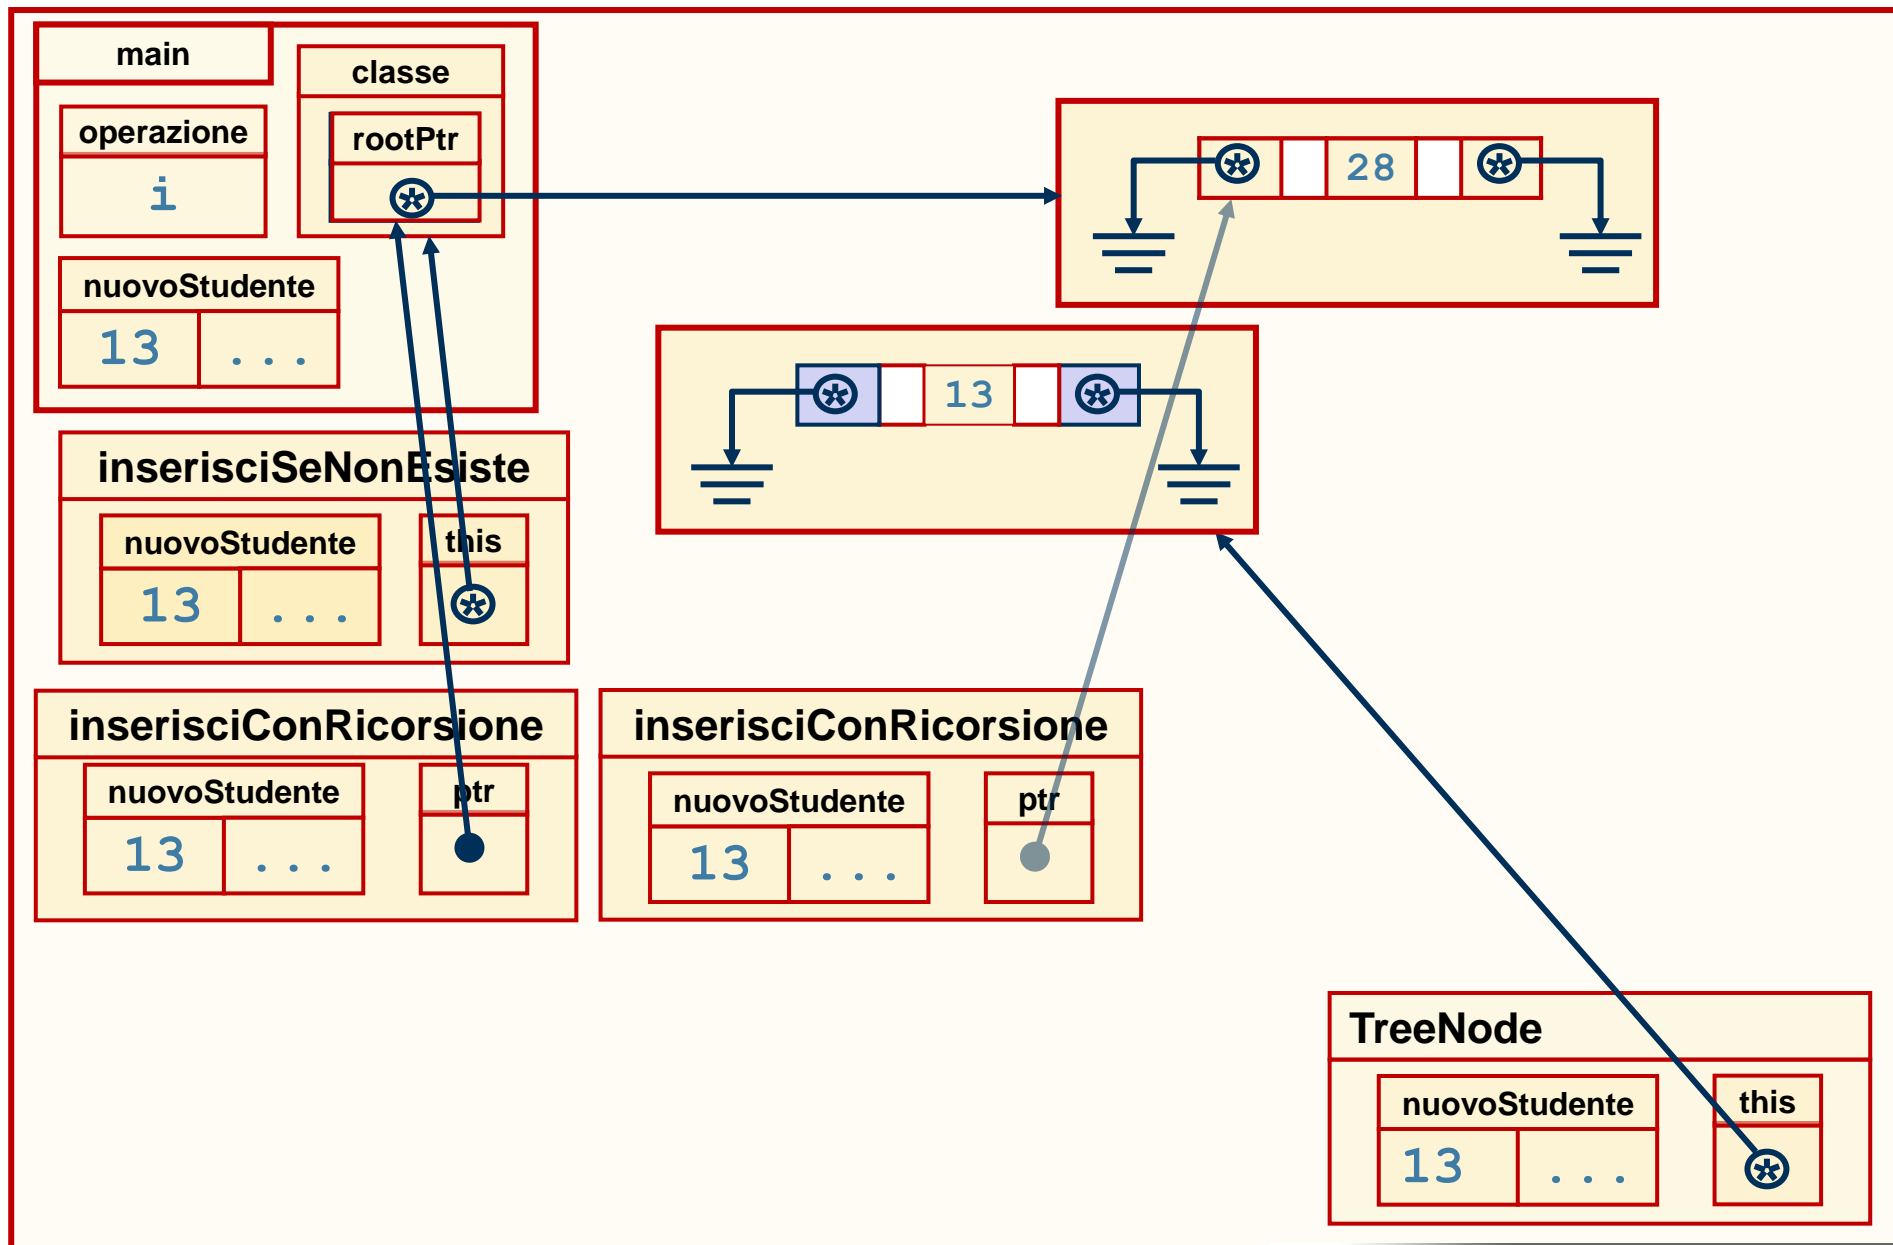 main
classe
operazione
rootPtr
i
28
nuovoStudente
13 ...
13
inserisciSeNonEsiste
nuovoStudente this
13 ...
inserisciConRicorsione
nuovoStudente ptr
13 ...
inserisciConRicorsione
nuovoStudente ptr
13 ...
TreeNode
nuovoStudente this
13 ...